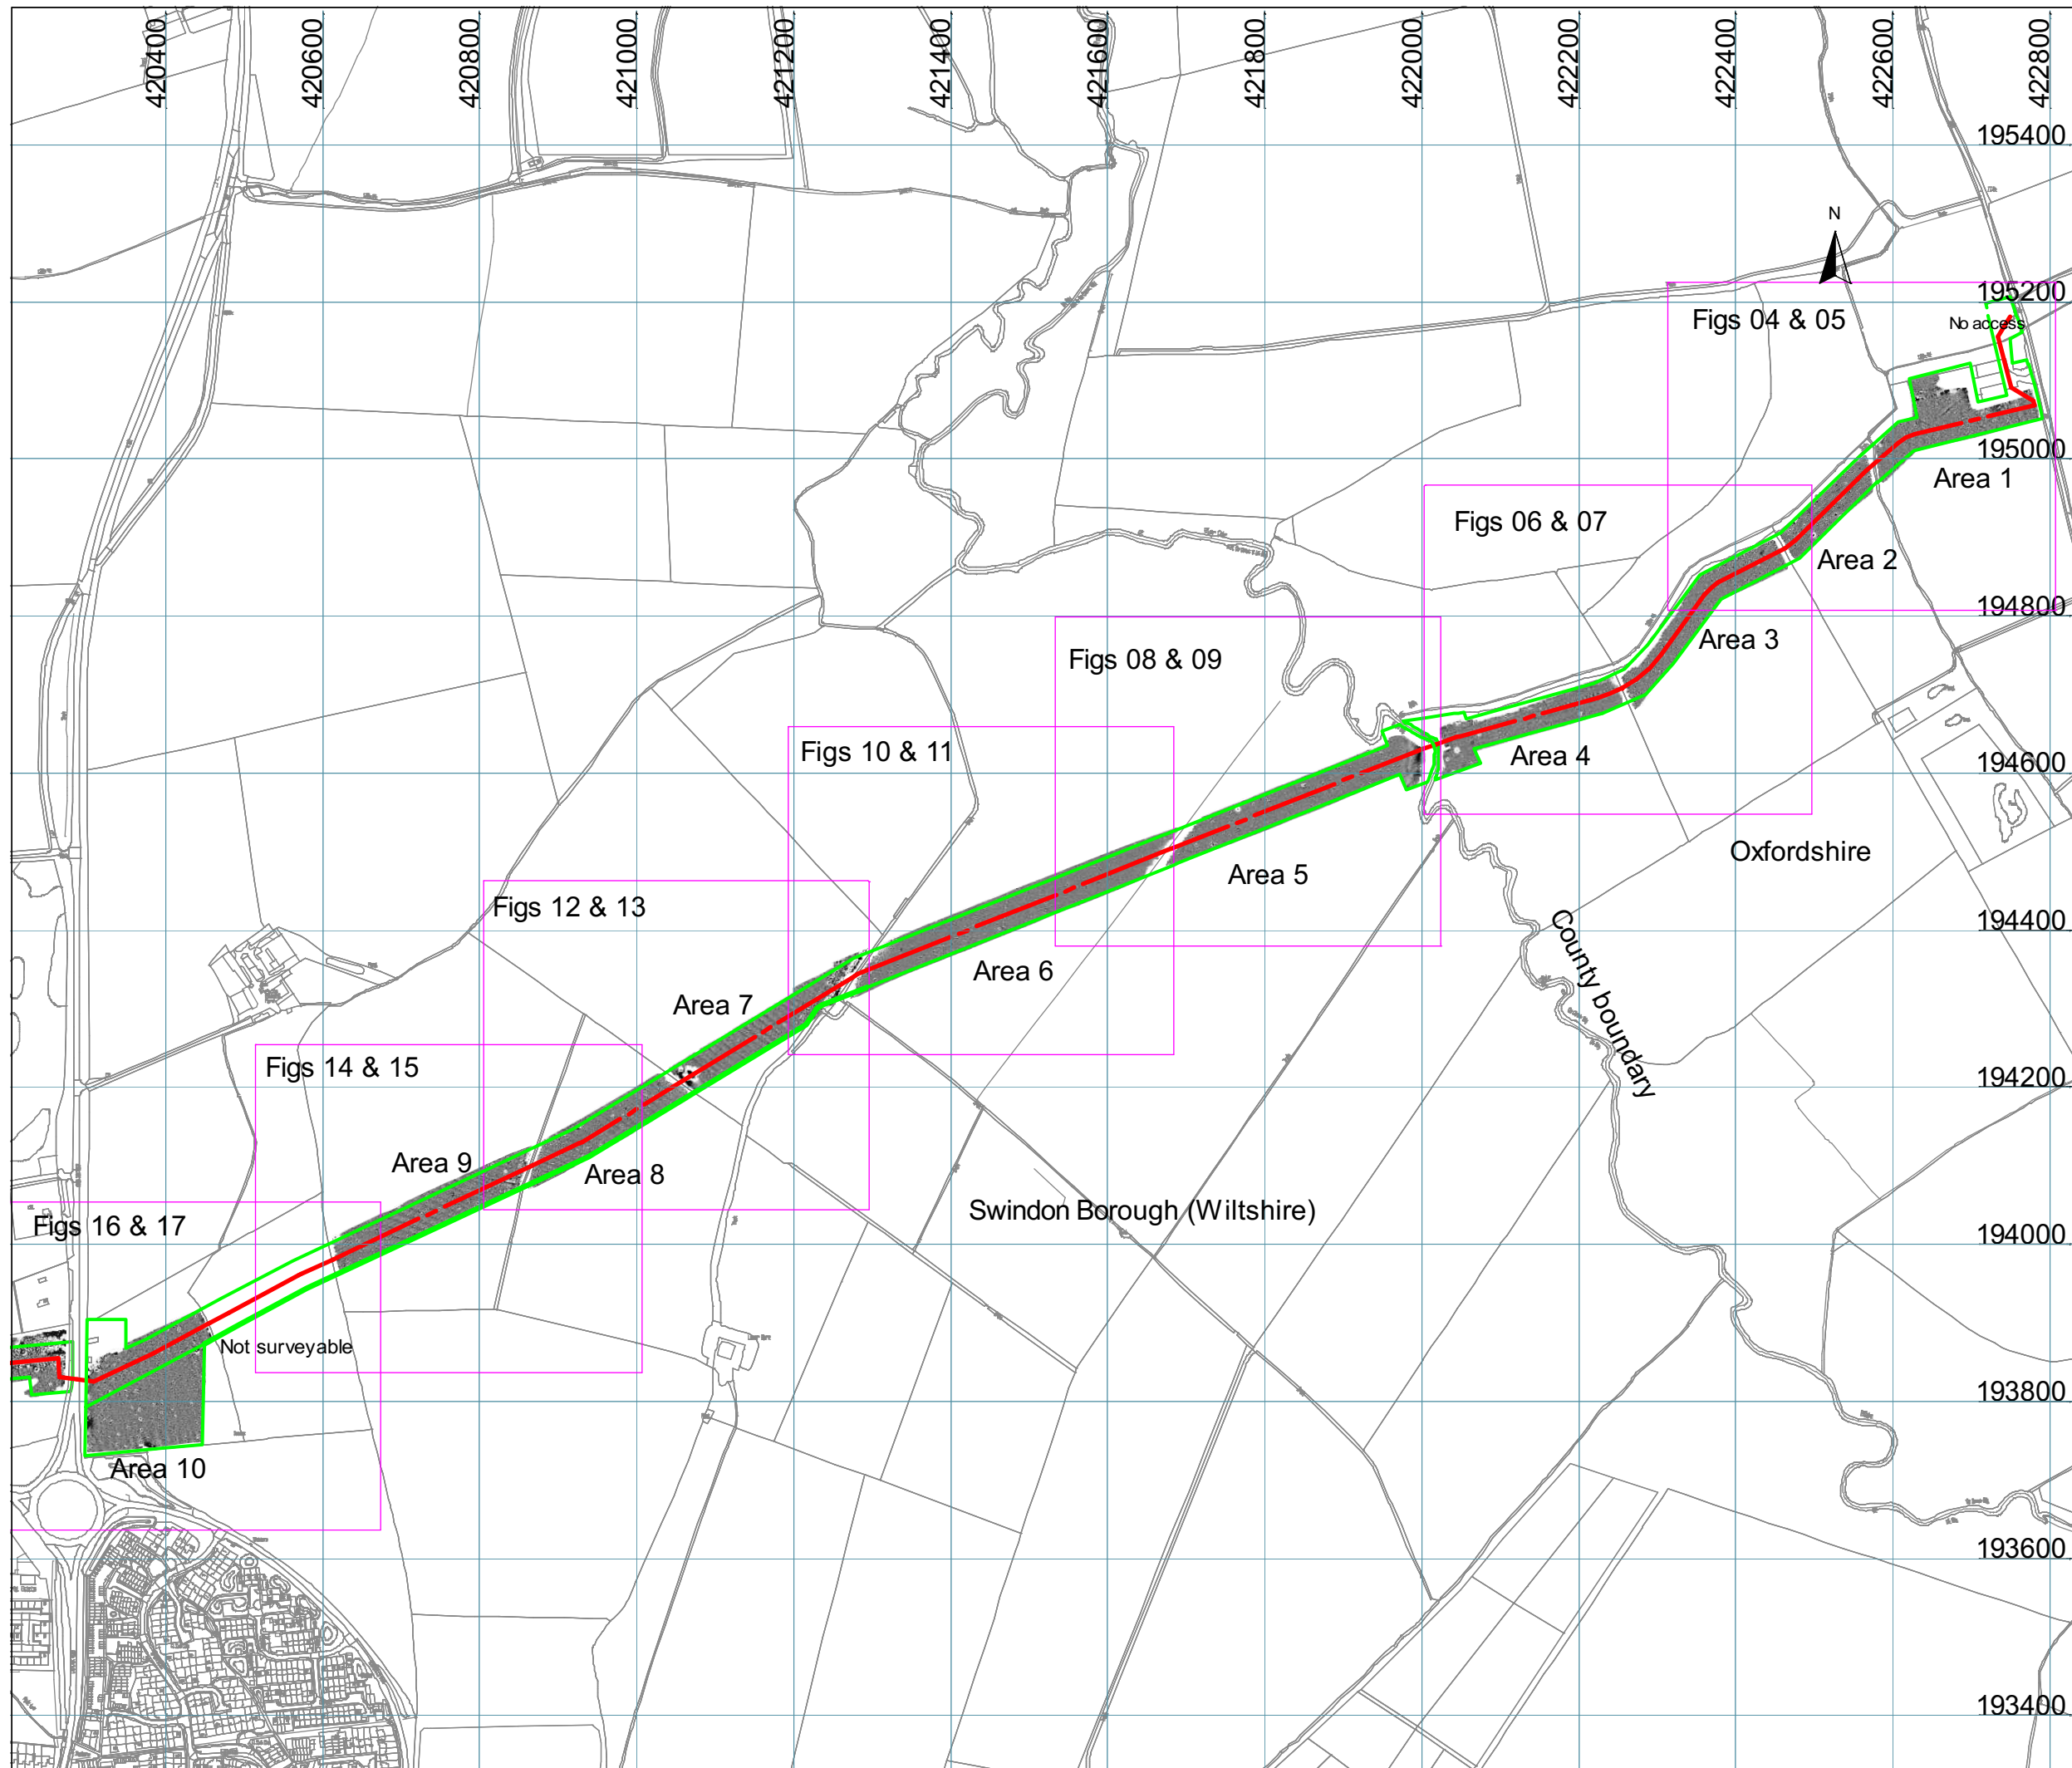 420400
420600
420800
421000
421200
421400
421600
421800
422000
422200
422400
422600
422800
195400
N
195200
Figs 04 & 05
No access
195000
Area 1
Figs 06 & 07
Area 2
194800
Area 3
Figs 08 & 09
Figs 10 & 11
Area 4
194600
Oxfordshire
Area 5
Figs 12 & 13
194400
County boundary
Area 6
Area 7
Figs 14 & 15
194200
Area 9
Area 8
Swindon Borough (Wiltshire)
Figs 16 & 17
194000
Not surveyable
193800
Area 10
193600
193400